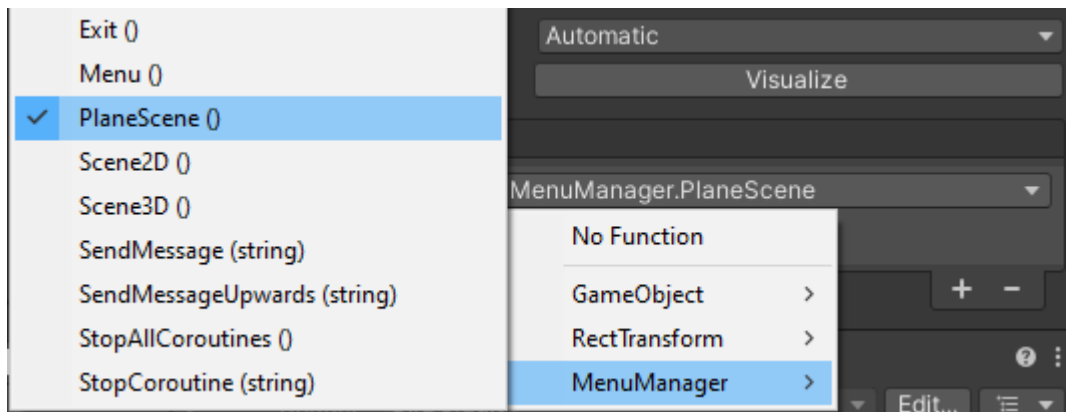 Exit ()
Menu ()
PlaneScene ()
Scene2D ()
Scene3D ()
SendMessage (string)
SendMessageUpwards (string)
StopAllCoroutines ()
StopCoroutine (string)
Automatic
Visualize
MenuManager.PlaneScene
No Function
GameObject
RectTransform
MenuManager
Edit...